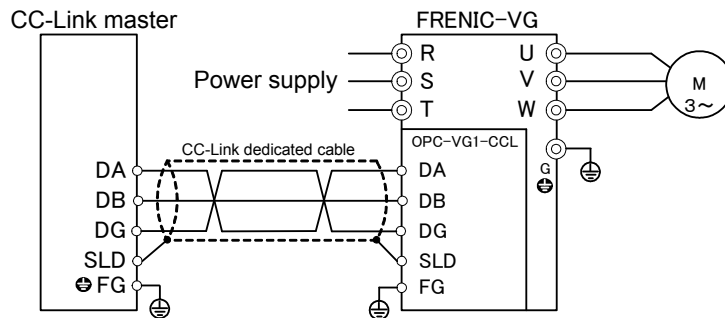 CC-Link master
FRENIC-VG
Power supply
R
S
T
U
V
W
M
3～
G
CC-Link dedicated cable
OPC-VG1-CCL
DA
DB
DG
SLD
FG
DA
DB
DG
SLD
FG